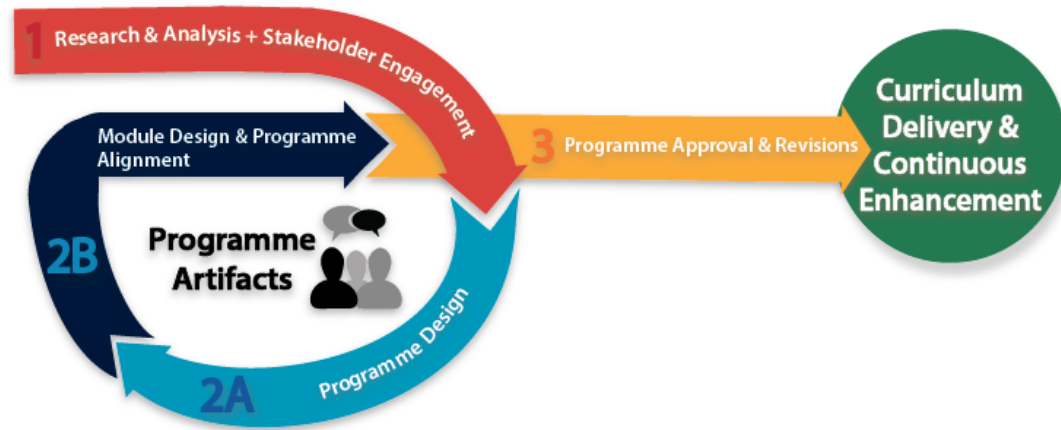 1 Research & Analysis + Stakeholder Engagement
Module Design & Programme
Alignment
3 Programme Approval & Revisions
Curriculum
Delivery &
Continuous
Enhancement
2B
Programme
Artifacts
Programme Design
2A